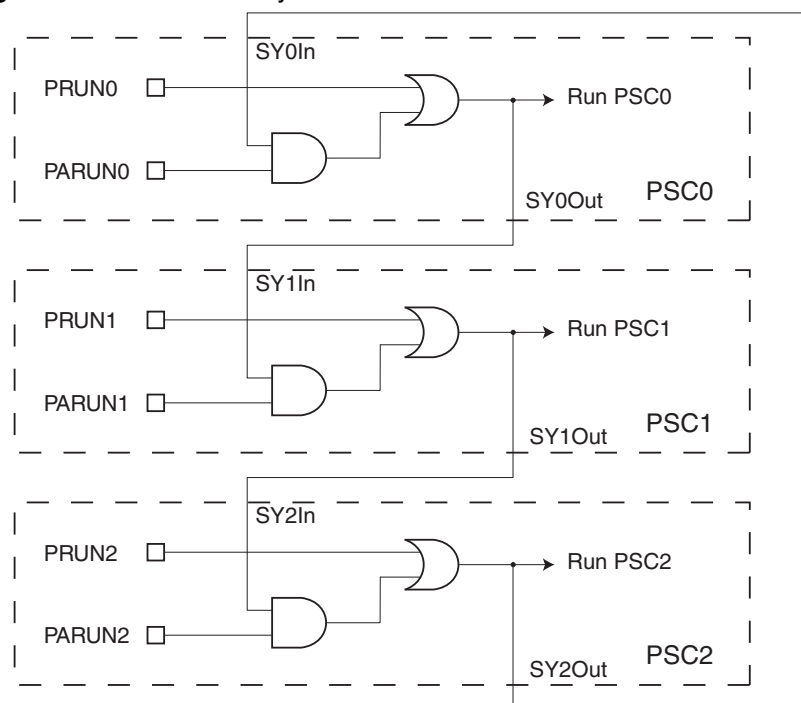 SY0In
PRUN0
Run PSC0
PARUN0
PSC0
SY0Out
SY1In
PRUN1
Run PSC1
PARUN1
PSC1
SY1Out
SY2In
PRUN2
Run PSC2
PARUN2
PSC2
SY2Out